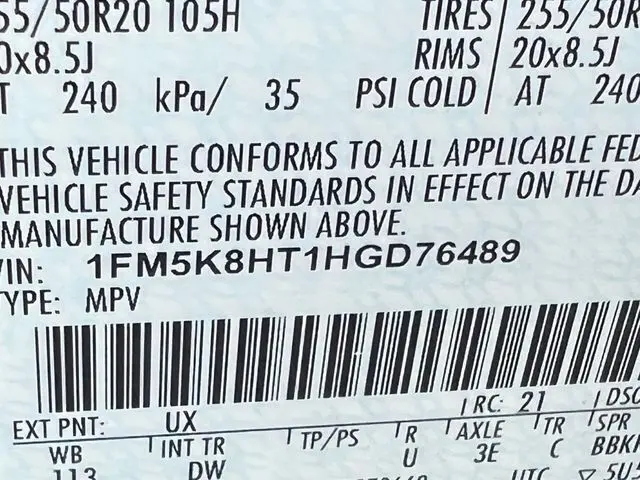 55/50R20 105H TIRES 255/50R
0x8.5J RIMS 20x8.5J
T 240 kPa/ 35 PSI COLD AT 240
THIS VEHICLE CONFORMS TO ALL APPLICABLE FED
VEHICLE SAFETY STANDARDS IN EFFECT ON THE DA
MANUFACTURE SHOWN ABOVE.
VIN: 1FM5K8HT1HGD76489
TYPE: MPV
EXT PNT: UX RC: 21 DSO
WB INT TR TP/PS R AXLE TR SPR
113 DW U 3E C BBK
UTC 5U5